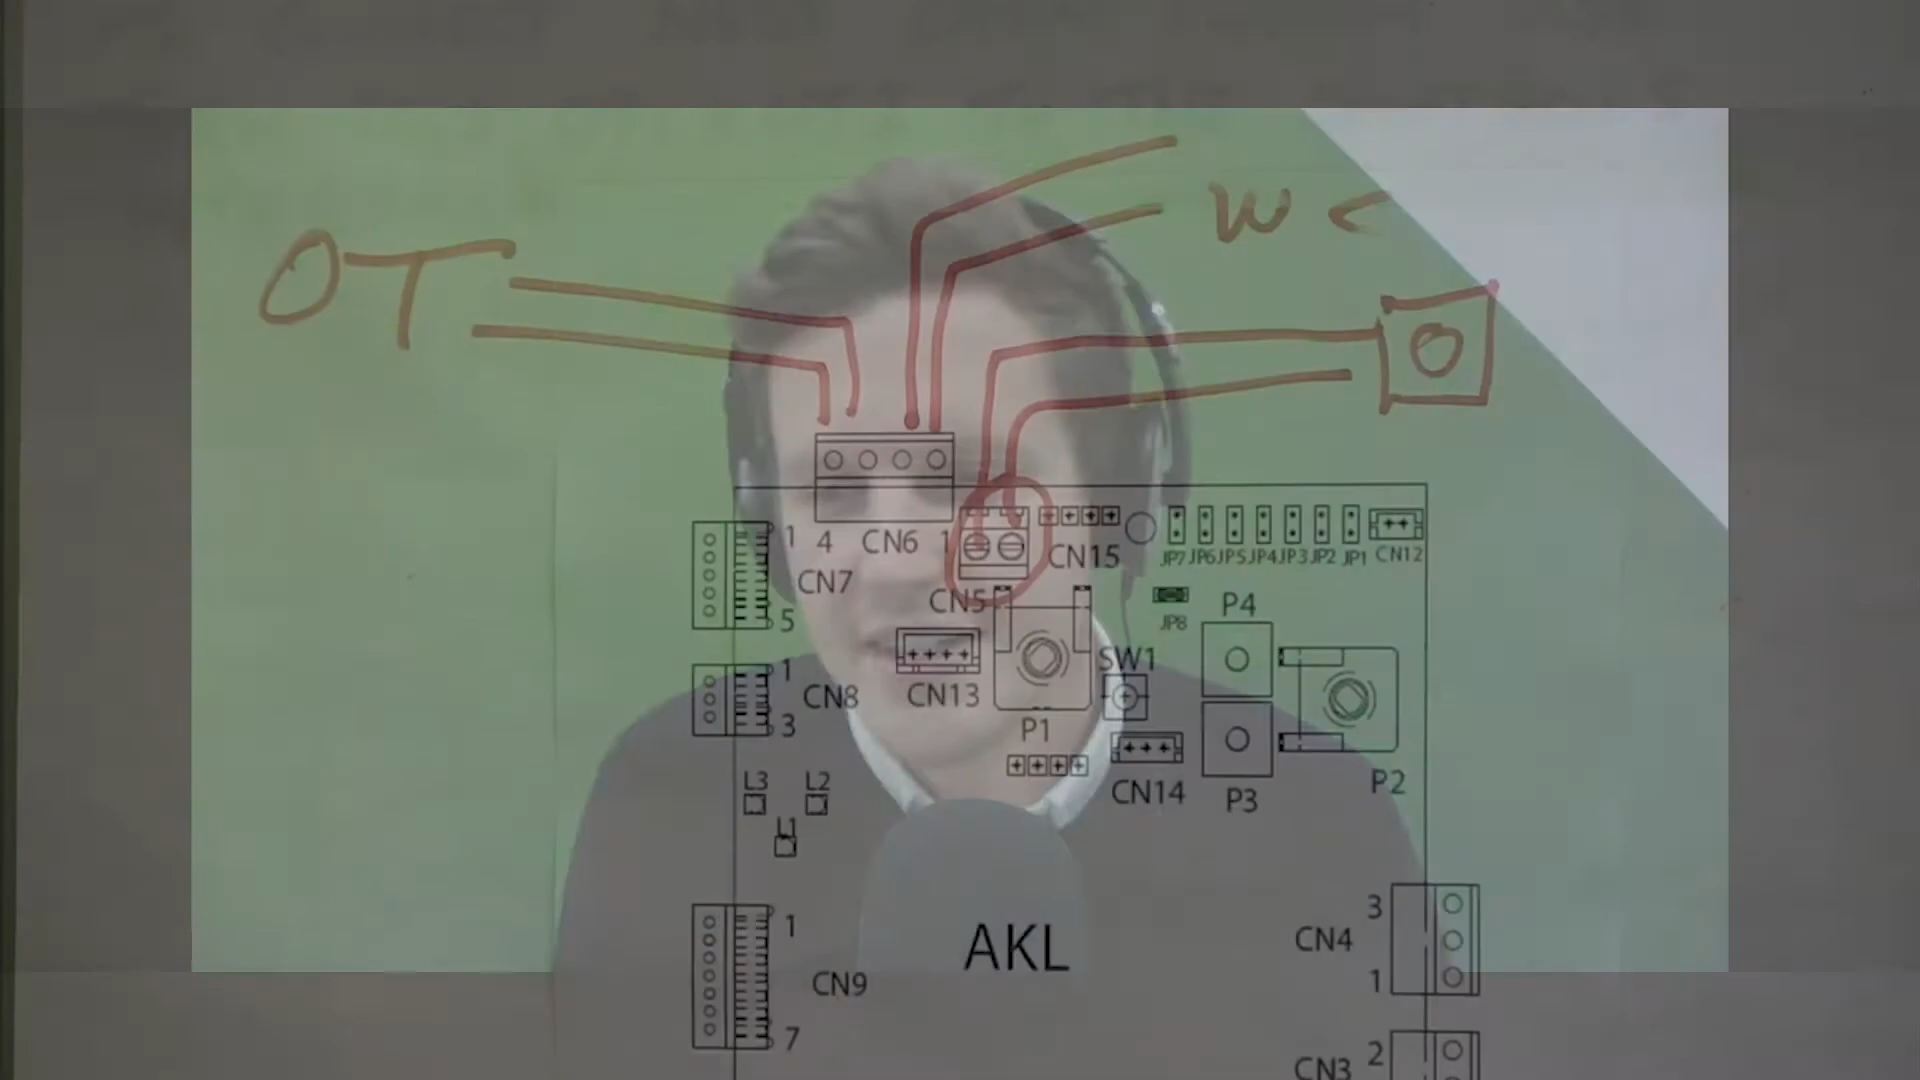 OT
W C
4 CN6 1
1
CN7
5
CN15
JP7 JP6 JP5 JP4 JP3 JP2 JP1 CN12
CN5
JP8
P4
SW1
1
CN8
3
CN13
P1
CN14
P3
P2
L3 L2
L1
1
CN9
7
AKL
3
CN4
1
CN3 2